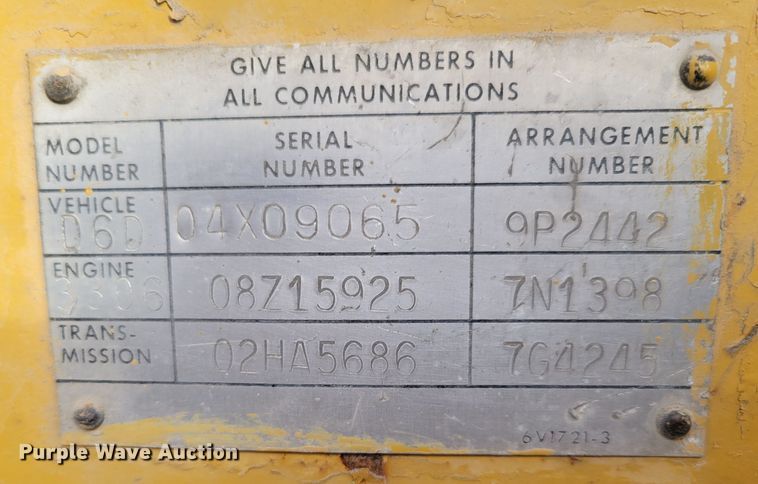 GIVE ALL NUMBERS IN
ALL COMMUNICATIONS
MODEL NUMBER SERIAL NUMBER ARRANGEMENT NUMBER
VEHICLE D6D 04X09065 9P2442
ENGINE 3306 08Z15925 7N1398
TRANS-MISSION 02HA5686 7G4245
6V1721-3
Purple Wave Auction